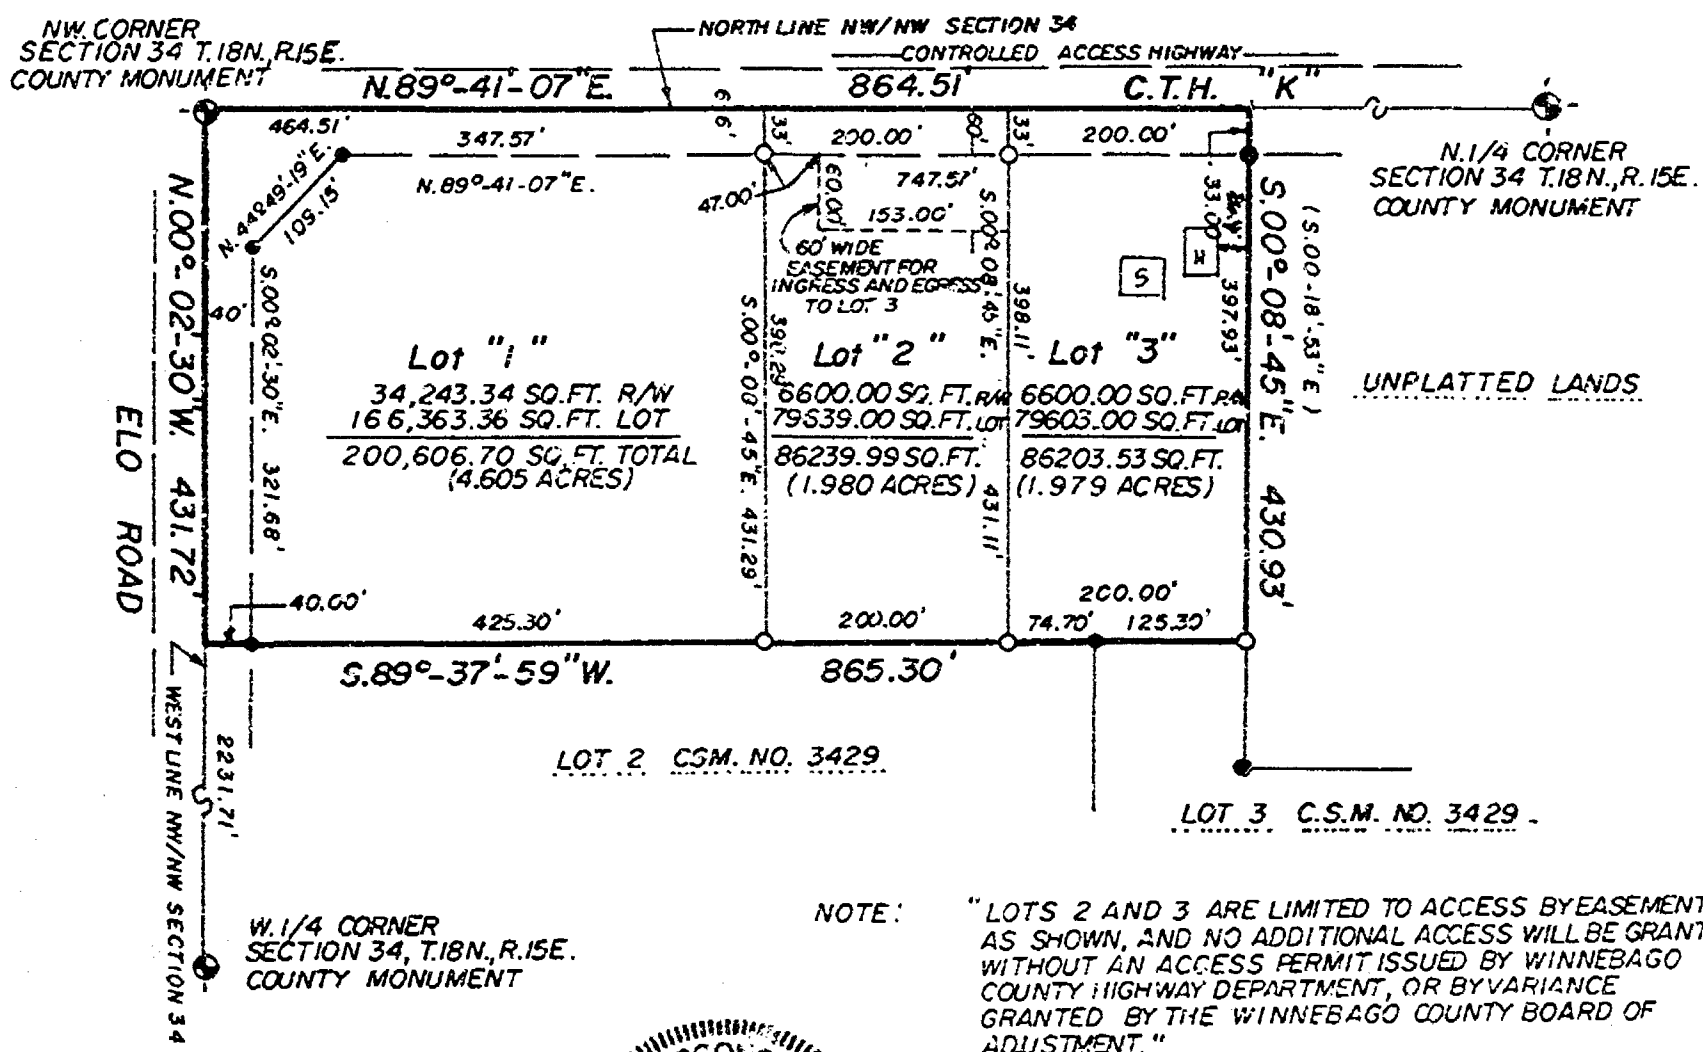 NW. CORNER
SECTION 34 T.18N., R.15E.
COUNTY MONUMENT
NORTH LINE NW/NW SECTION 34
CONTROLLED ACCESS HIGHWAY
N.89°-41'-07"E.
864.51'
C.T.H. "K"
464.51'
347.57'
66'
33'
200.00'
60'
33'
200.00'
N.1/4 CORNER
SECTION 34 T.18N., R.15E.
COUNTY MONUMENT
N. 44°49'-19"E.
109.15'
N.89°-41-07"E.
47.00'
60.00'
747.57'
153.00'
33.00'
60' WIDE
EASEMENT FOR
INGRESS AND EGRESS
TO LOT 3
S
W
N.00°-02'-30"W. 431.72'
40'
S.00°02'-30"E. 321.68'
S.00°-00'-45"E. 431.29'
S.00°08'-45"E.
398.11'
431.11'
397.93'
S.00°-08'-45"E. 430.93'
(S.00-18'-53"E)
ELO ROAD
Lot "1"
34,243.34 SQ.FT. R/W
166,363.36 SQ.FT. LOT
200,606.70 SQ.FT. TOTAL
(4.605 ACRES)
Lot "2"
6600.00 SQ.FT. R/W
79539.00 SQ.FT. LOT
86239.99 SQ.FT.
(1.980 ACRES)
Lot "3"
6600.00 SQ.FT. R/W
79603.00 SQ.FT. LOT
86203.53 SQ.FT.
(1.979 ACRES)
UNPLATTED LANDS
40.00'
425.30'
200.00'
200.00'
74.70'
125.30'
S.89°-37'-59"W.
865.30'
WEST LINE NW/NW SECTION 34
2231.71'
LOT 2 CSM. NO. 3429
LOT 3 C.S.M. NO. 3429
W.1/4 CORNER
SECTION 34, T.18N., R.15E.
COUNTY MONUMENT
NOTE: "LOTS 2 AND 3 ARE LIMITED TO ACCESS BY EASEMENT
AS SHOWN, AND NO ADDITIONAL ACCESS WILL BE GRANT
WITHOUT AN ACCESS PERMIT ISSUED BY WINNEBAGO
COUNTY HIGHWAY DEPARTMENT, OR BY VARIANCE
GRANTED BY THE WINNEBAGO COUNTY BOARD OF
ADJUSTMENT."